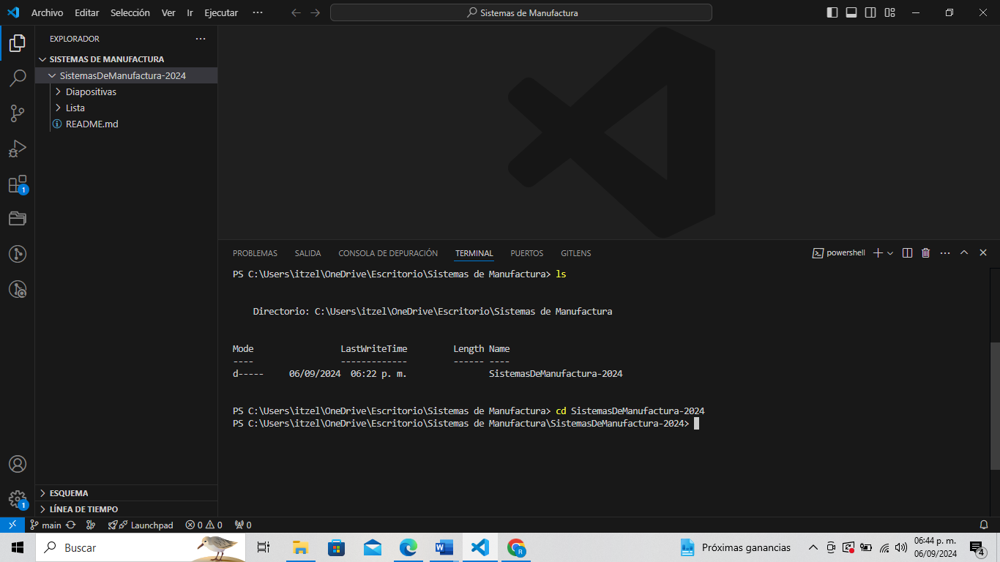 Archivo Editar Selección Ver Ir Ejecutar ··· Sistemas de Manufactura
EXPLORADOR ···
SISTEMAS DE MANUFACTURA
SistemasDeManufactura-2024
Diapositivas
Lista
README.md
1
PROBLEMAS SALIDA CONSOLA DE DEPURACIÓN TERMINAL PUERTOS GITLENS powershell
PS C:\Users\itzel\OneDrive\Escritorio\Sistemas de Manufactura> ls
Directorio: C:\Users\itzel\OneDrive\Escritorio\Sistemas de Manufactura
Mode LastWriteTime Length Name
---- ------------- ------ ----
d----- 06/09/2024 06:22 p. m. SistemasDeManufactura-2024
PS C:\Users\itzel\OneDrive\Escritorio\Sistemas de Manufactura> cd SistemasDeManufactura-2024
PS C:\Users\itzel\OneDrive\Escritorio\Sistemas de Manufactura\SistemasDeManufactura-2024>
ESQUEMA
1
LÍNEA DE TIEMPO
main Launchpad 0 0 0
Buscar W R Próximas ganancias 06:44 p. m.
06/09/2024 4